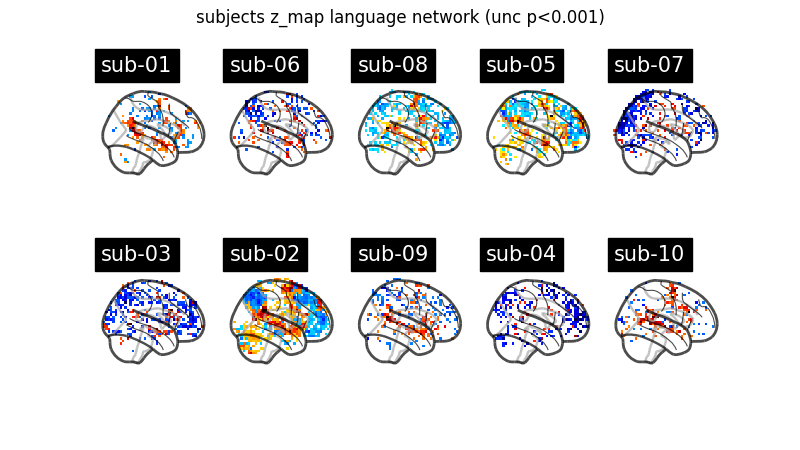 subjects z_map language network (unc p<0.001)
sub-01
sub-06
sub-08
sub-05
sub-07
sub-03
sub-02
sub-09
sub-04
sub-10